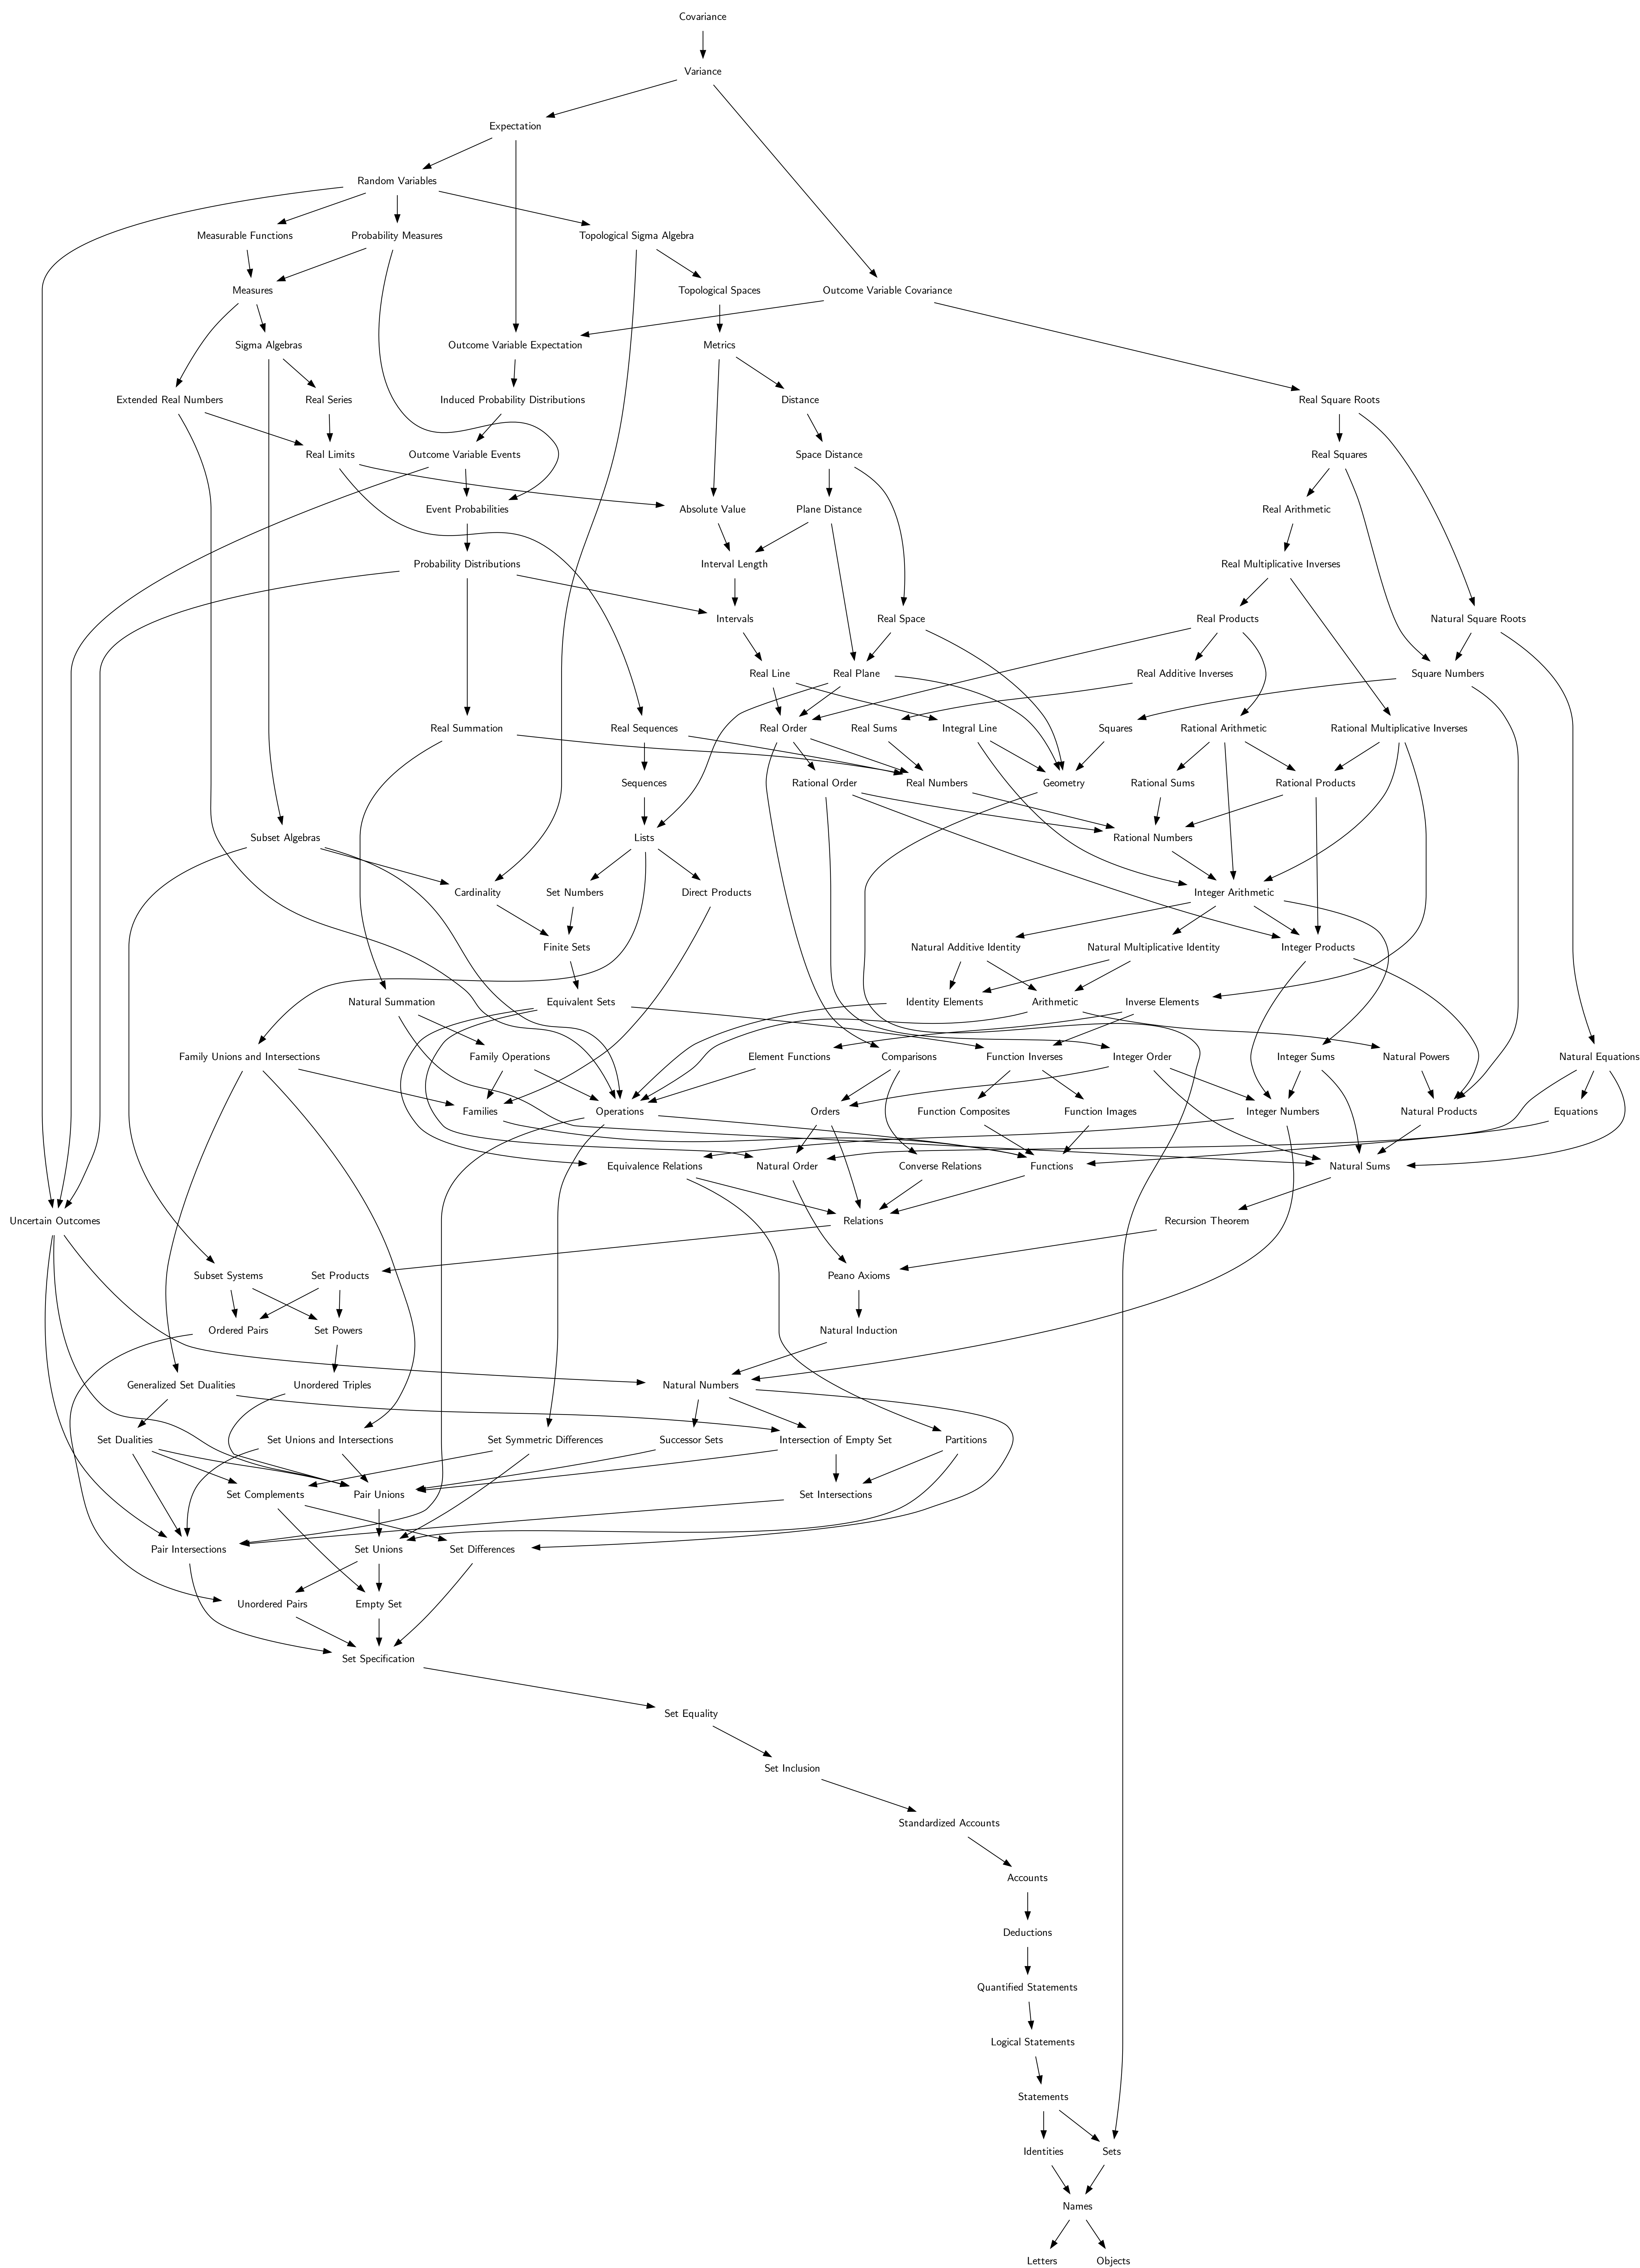 Covariance
Variance
Expectation
Random Variables
Measurable Functions
Probability Measures
Topological Sigma Algebra
Measures
Topological Spaces
Outcome Variable Covariance
Sigma Algebras
Outcome Variable Expectation
Metrics
Extended Real Numbers
Real Series
Induced Probability Distributions
Distance
Real Square Roots
Real Limits
Outcome Variable Events
Space Distance
Real Squares
Event Probabilities
Absolute Value
Plane Distance
Real Arithmetic
Probability Distributions
Interval Length
Real Multiplicative Inverses
Intervals
Real Space
Real Products
Natural Square Roots
Real Line
Real Plane
Real Additive Inverses
Square Numbers
Real Summation
Real Sequences
Real Order
Real Sums
Integral Line
Squares
Rational Arithmetic
Rational Multiplicative Inverses
Sequences
Rational Order
Real Numbers
Geometry
Rational Sums
Rational Products
Subset Algebras
Lists
Rational Numbers
Cardinality
Set Numbers
Direct Products
Integer Arithmetic
Finite Sets
Natural Additive Identity
Natural Multiplicative Identity
Integer Products
Natural Summation
Equivalent Sets
Identity Elements
Arithmetic
Inverse Elements
Family Unions and Intersections
Family Operations
Element Functions
Comparisons
Function Inverses
Integer Order
Integer Sums
Natural Powers
Natural Equations
Families
Operations
Orders
Function Composites
Function Images
Integer Numbers
Natural Products
Equations
Equivalence Relations
Natural Order
Converse Relations
Functions
Natural Sums
Uncertain Outcomes
Relations
Recursion Theorem
Subset Systems
Set Products
Peano Axioms
Ordered Pairs
Set Powers
Natural Induction
Generalized Set Dualities
Unordered Triples
Natural Numbers
Set Dualities
Set Unions and Intersections
Set Symmetric Differences
Successor Sets
Intersection of Empty Set
Partitions
Set Complements
Pair Unions
Set Intersections
Pair Intersections
Set Unions
Set Differences
Unordered Pairs
Empty Set
Set Specification
Set Equality
Set Inclusion
Standardized Accounts
Accounts
Deductions
Quantified Statements
Logical Statements
Statements
Identities
Sets
Names
Letters
Objects